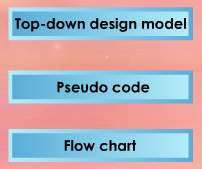 Top-down design model
Pseudo code
Flow chart